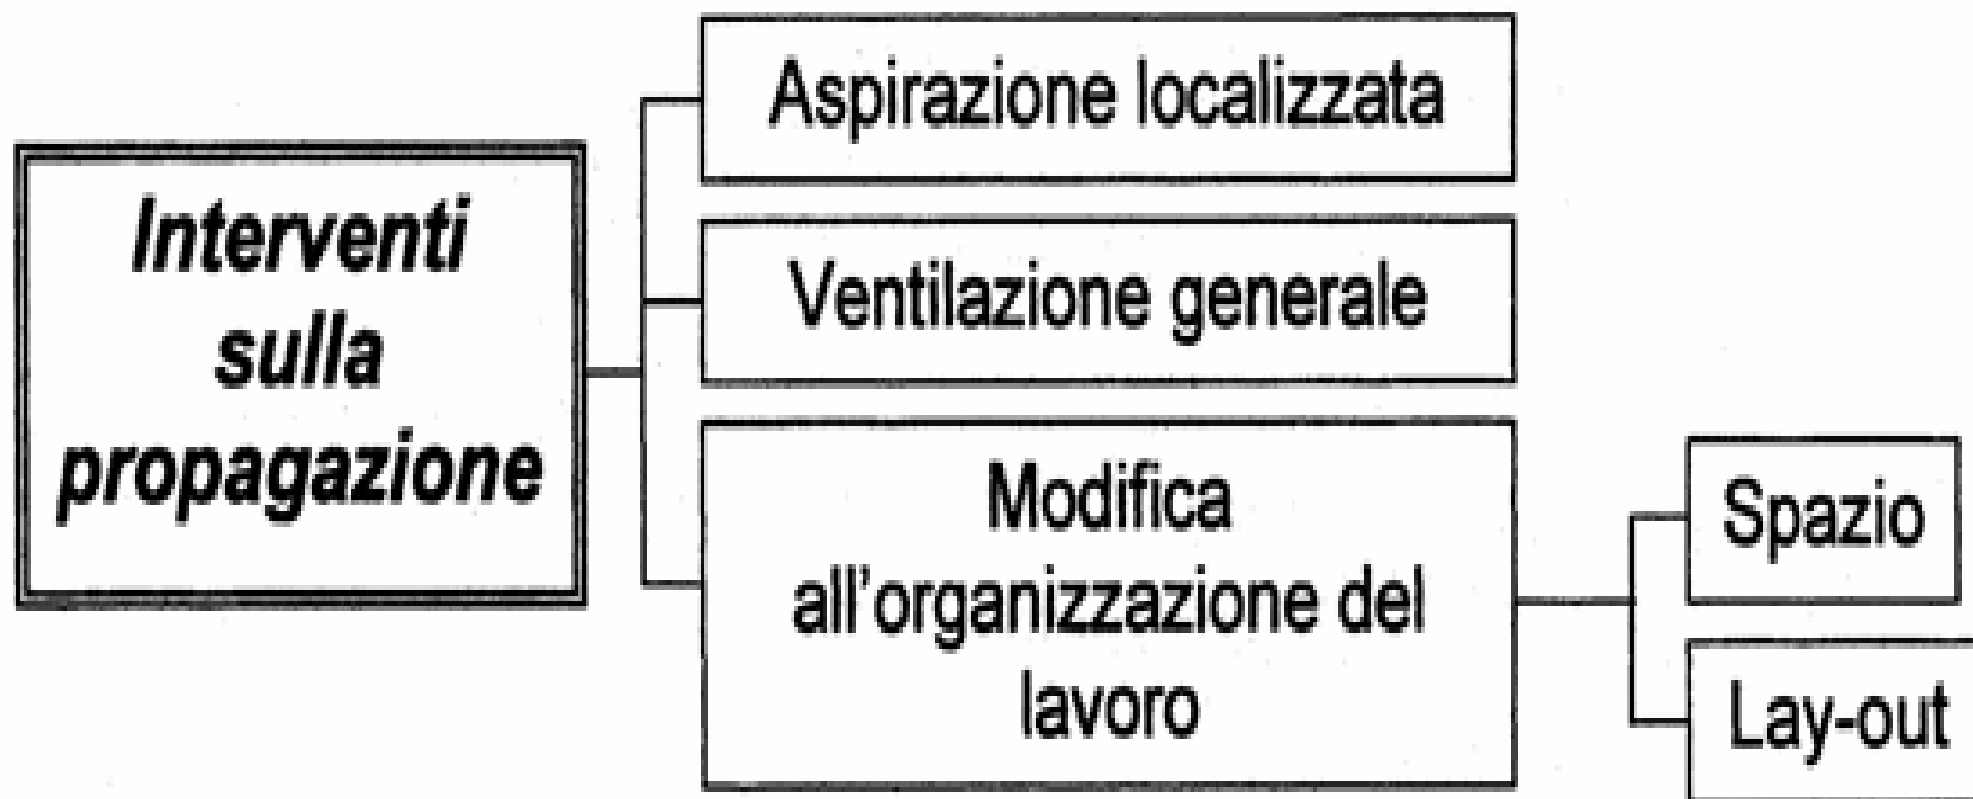 Interventi
sulla
propagazione
Aspirazione localizzata
Ventilazione generale
Modifica
all'organizzazione del
lavoro
Spazio
Lay-out